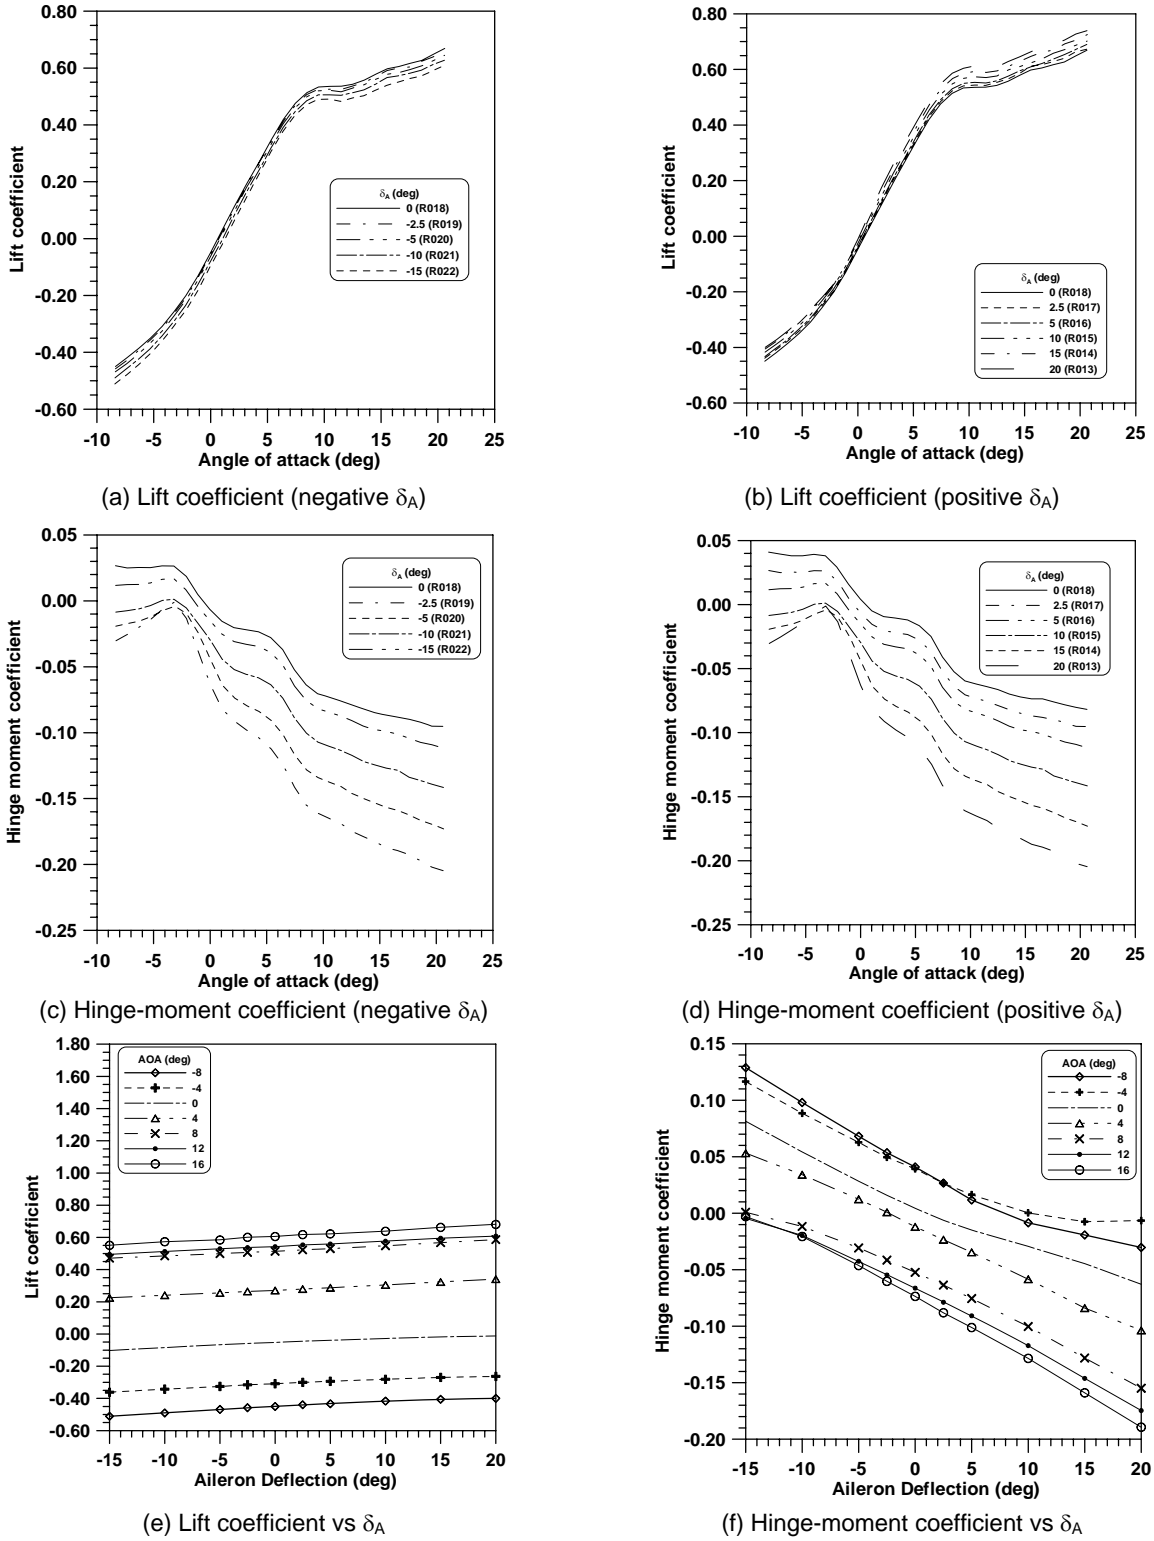 0.80
0.60
0.40
0.20
0.00
-0.20
-0.40
-0.60
Lift coefficient
-10 -5 0 5 10 15 20 25
Angle of attack (deg)
δA (deg)
0 (R018)
-2.5 (R019)
-5 (R020)
-10 (R021)
-15 (R022)
(a) Lift coefficient (negative δA)
0.80
0.60
0.40
0.20
0.00
-0.20
-0.40
-0.60
Lift coefficient
-10 -5 0 5 10 15 20 25
Angle of attack (deg)
δA (deg)
0 (R018)
2.5 (R017)
5 (R016)
10 (R015)
15 (R014)
20 (R013)
(b) Lift coefficient (positive δA)
0.05
0.00
-0.05
-0.10
-0.15
-0.20
-0.25
Hinge moment coefficient
-10 -5 0 5 10 15 20 25
Angle of attack (deg)
δA (deg)
0 (R018)
-2.5 (R019)
-5 (R020)
-10 (R021)
-15 (R022)
(c) Hinge-moment coefficient (negative δA)
0.05
0.00
-0.05
-0.10
-0.15
-0.20
-0.25
Hinge moment coefficient
-10 -5 0 5 10 15 20 25
Angle of attack (deg)
δA (deg)
0 (R018)
2.5 (R017)
5 (R016)
10 (R015)
15 (R014)
20 (R013)
(d) Hinge-moment coefficient (positive δA)
1.80
1.60
1.40
1.20
1.00
0.80
0.60
0.40
0.20
0.00
-0.20
-0.40
-0.60
Lift coefficient
-15 -10 -5 0 5 10 15 20
Aileron Deflection (deg)
AOA (deg)
-8
-4
0
4
8
12
16
(e) Lift coefficient vs δA
0.15
0.10
0.05
0.00
-0.05
-0.10
-0.15
-0.20
Hinge moment coefficient
-15 -10 -5 0 5 10 15 20
Aileron Deflection (deg)
AOA (deg)
-8
-4
0
4
8
12
16
(f) Hinge-moment coefficient vs δA